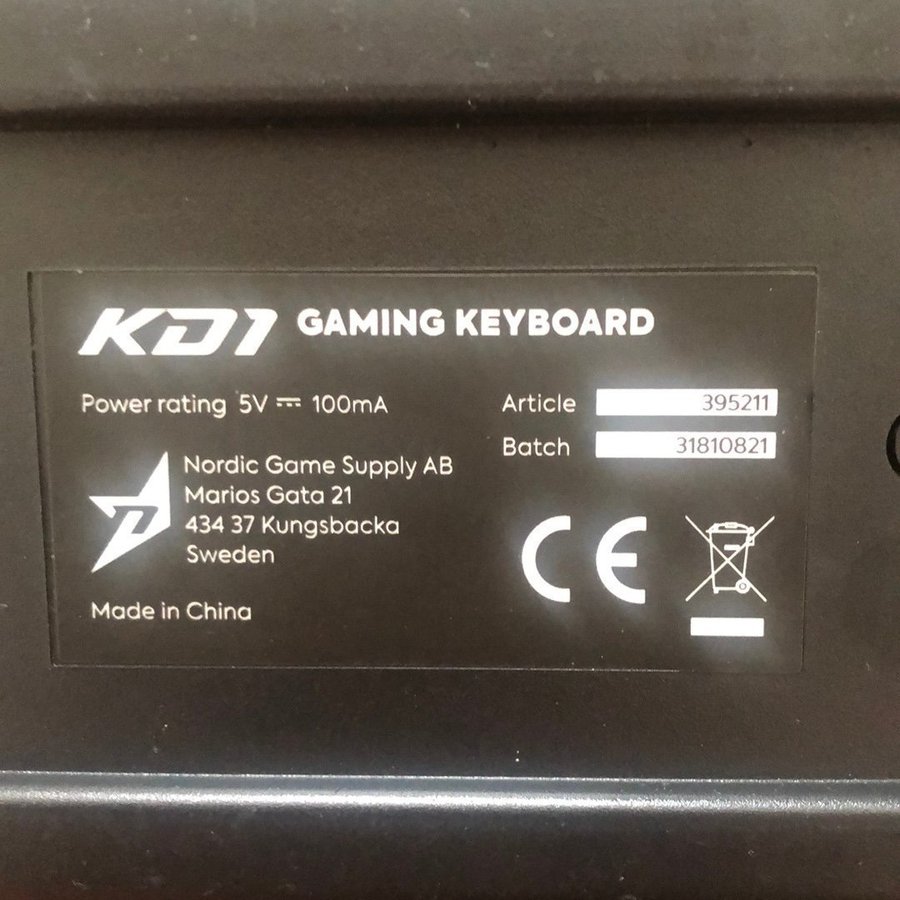 KD1 GAMING KEYBOARD
Power rating 5V ⎓ 100mA
Article 395211
Batch 31810821
Nordic Game Supply AB
Marios Gata 21
434 37 Kungsbacka
Sweden
Made in China
CE